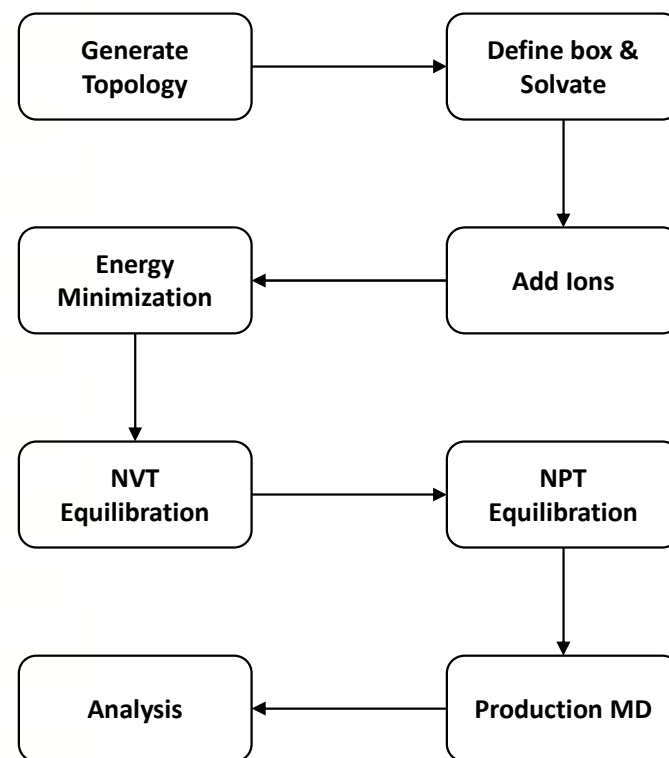 Generate
Topology
Define box &
Solvate
Add Ions
Energy
Minimization
NVT
Equilibration
NPT
Equilibration
Production MD
Analysis